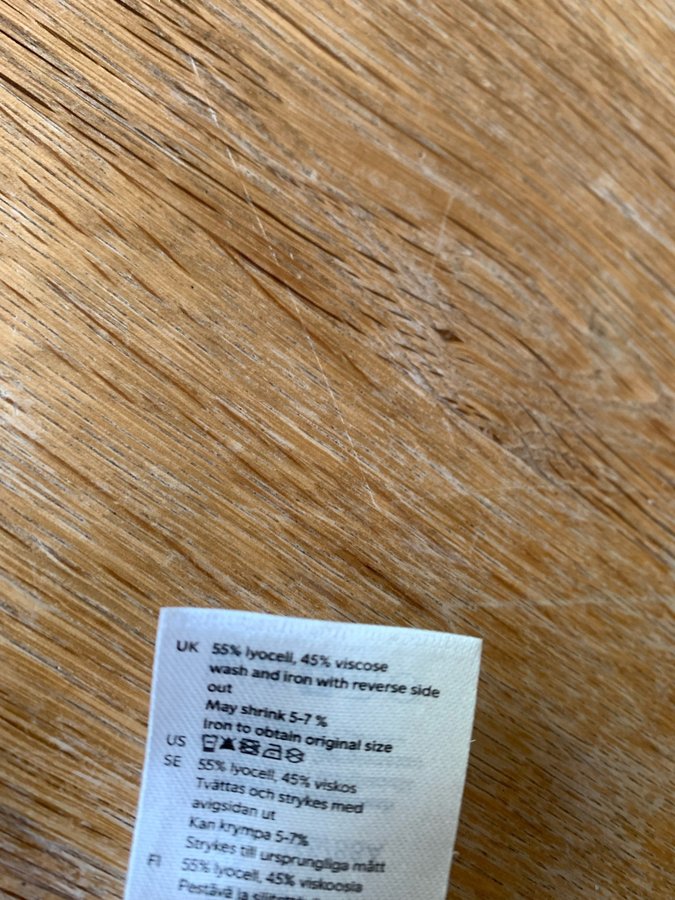 UK 55% lyocell, 45% viscose
wash and iron with reverse side
out
May shrink 5-7 %
Iron to obtain original size
US
SE 55% lyocell, 45% viskos
Tvättas och strykes med
avigsidan ut
Kan krympa 5-7%
Strykes till ursprungliga mått
FI 55% lyocell, 45% viskoosia
Pestävä ja